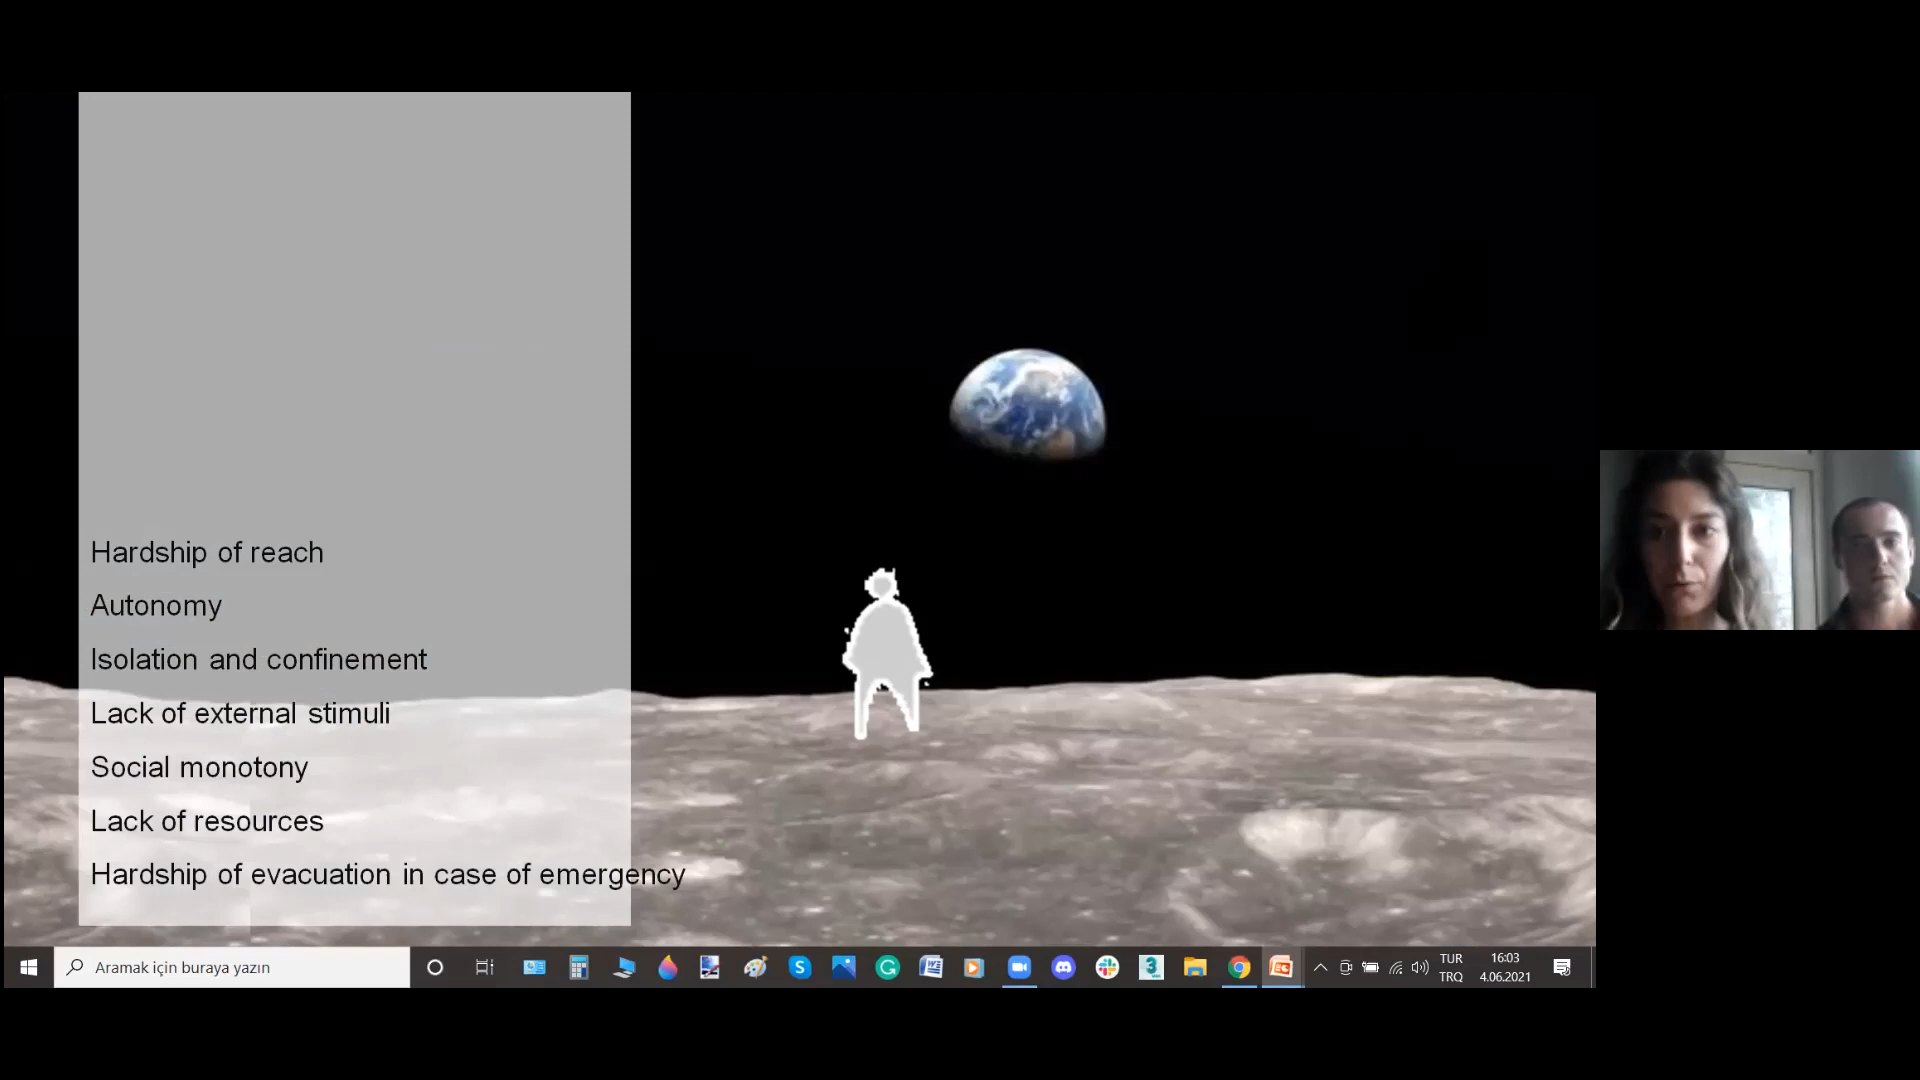 Hardship of reach
Autonomy
Isolation and confinement
Lack of external stimuli
Social monotony
Lack of resources
Hardship of evacuation in case of emergency
Aramak için buraya yazın
TUR
TRQ
16:03
4.06.2021